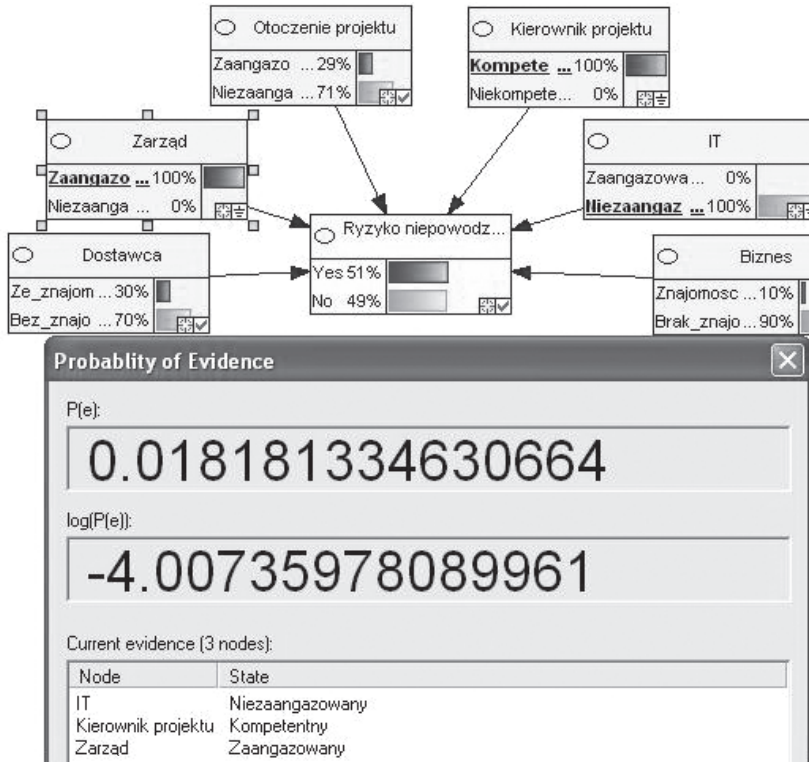 Otoczenie projektu
Zaangazo ... 29%
Niezaanga ... 71%
Kierownik projektu
Kompete ... 100%
Niekompete... 0%
Zarząd
Zaangazo ... 100%
Niezaanga ... 0%
IT
Zaangazowa ... 0%
Niezaangaz ... 100%
Ryzyko niepowodz...
Yes 51%
No 49%
Dostawca
Ze_znajom ... 30%
Bez_znajo ... 70%
Biznes
Znajomosc ... 10%
Brak_znajo ... 90%
Probablity of Evidence
P(e):
0.018181334630664
log(P(e)):
-4.00735978089961
Current evidence (3 nodes):
Node State
IT Niezaangazowany
Kierownik projektu Kompetentny
Zarząd Zaangazowany